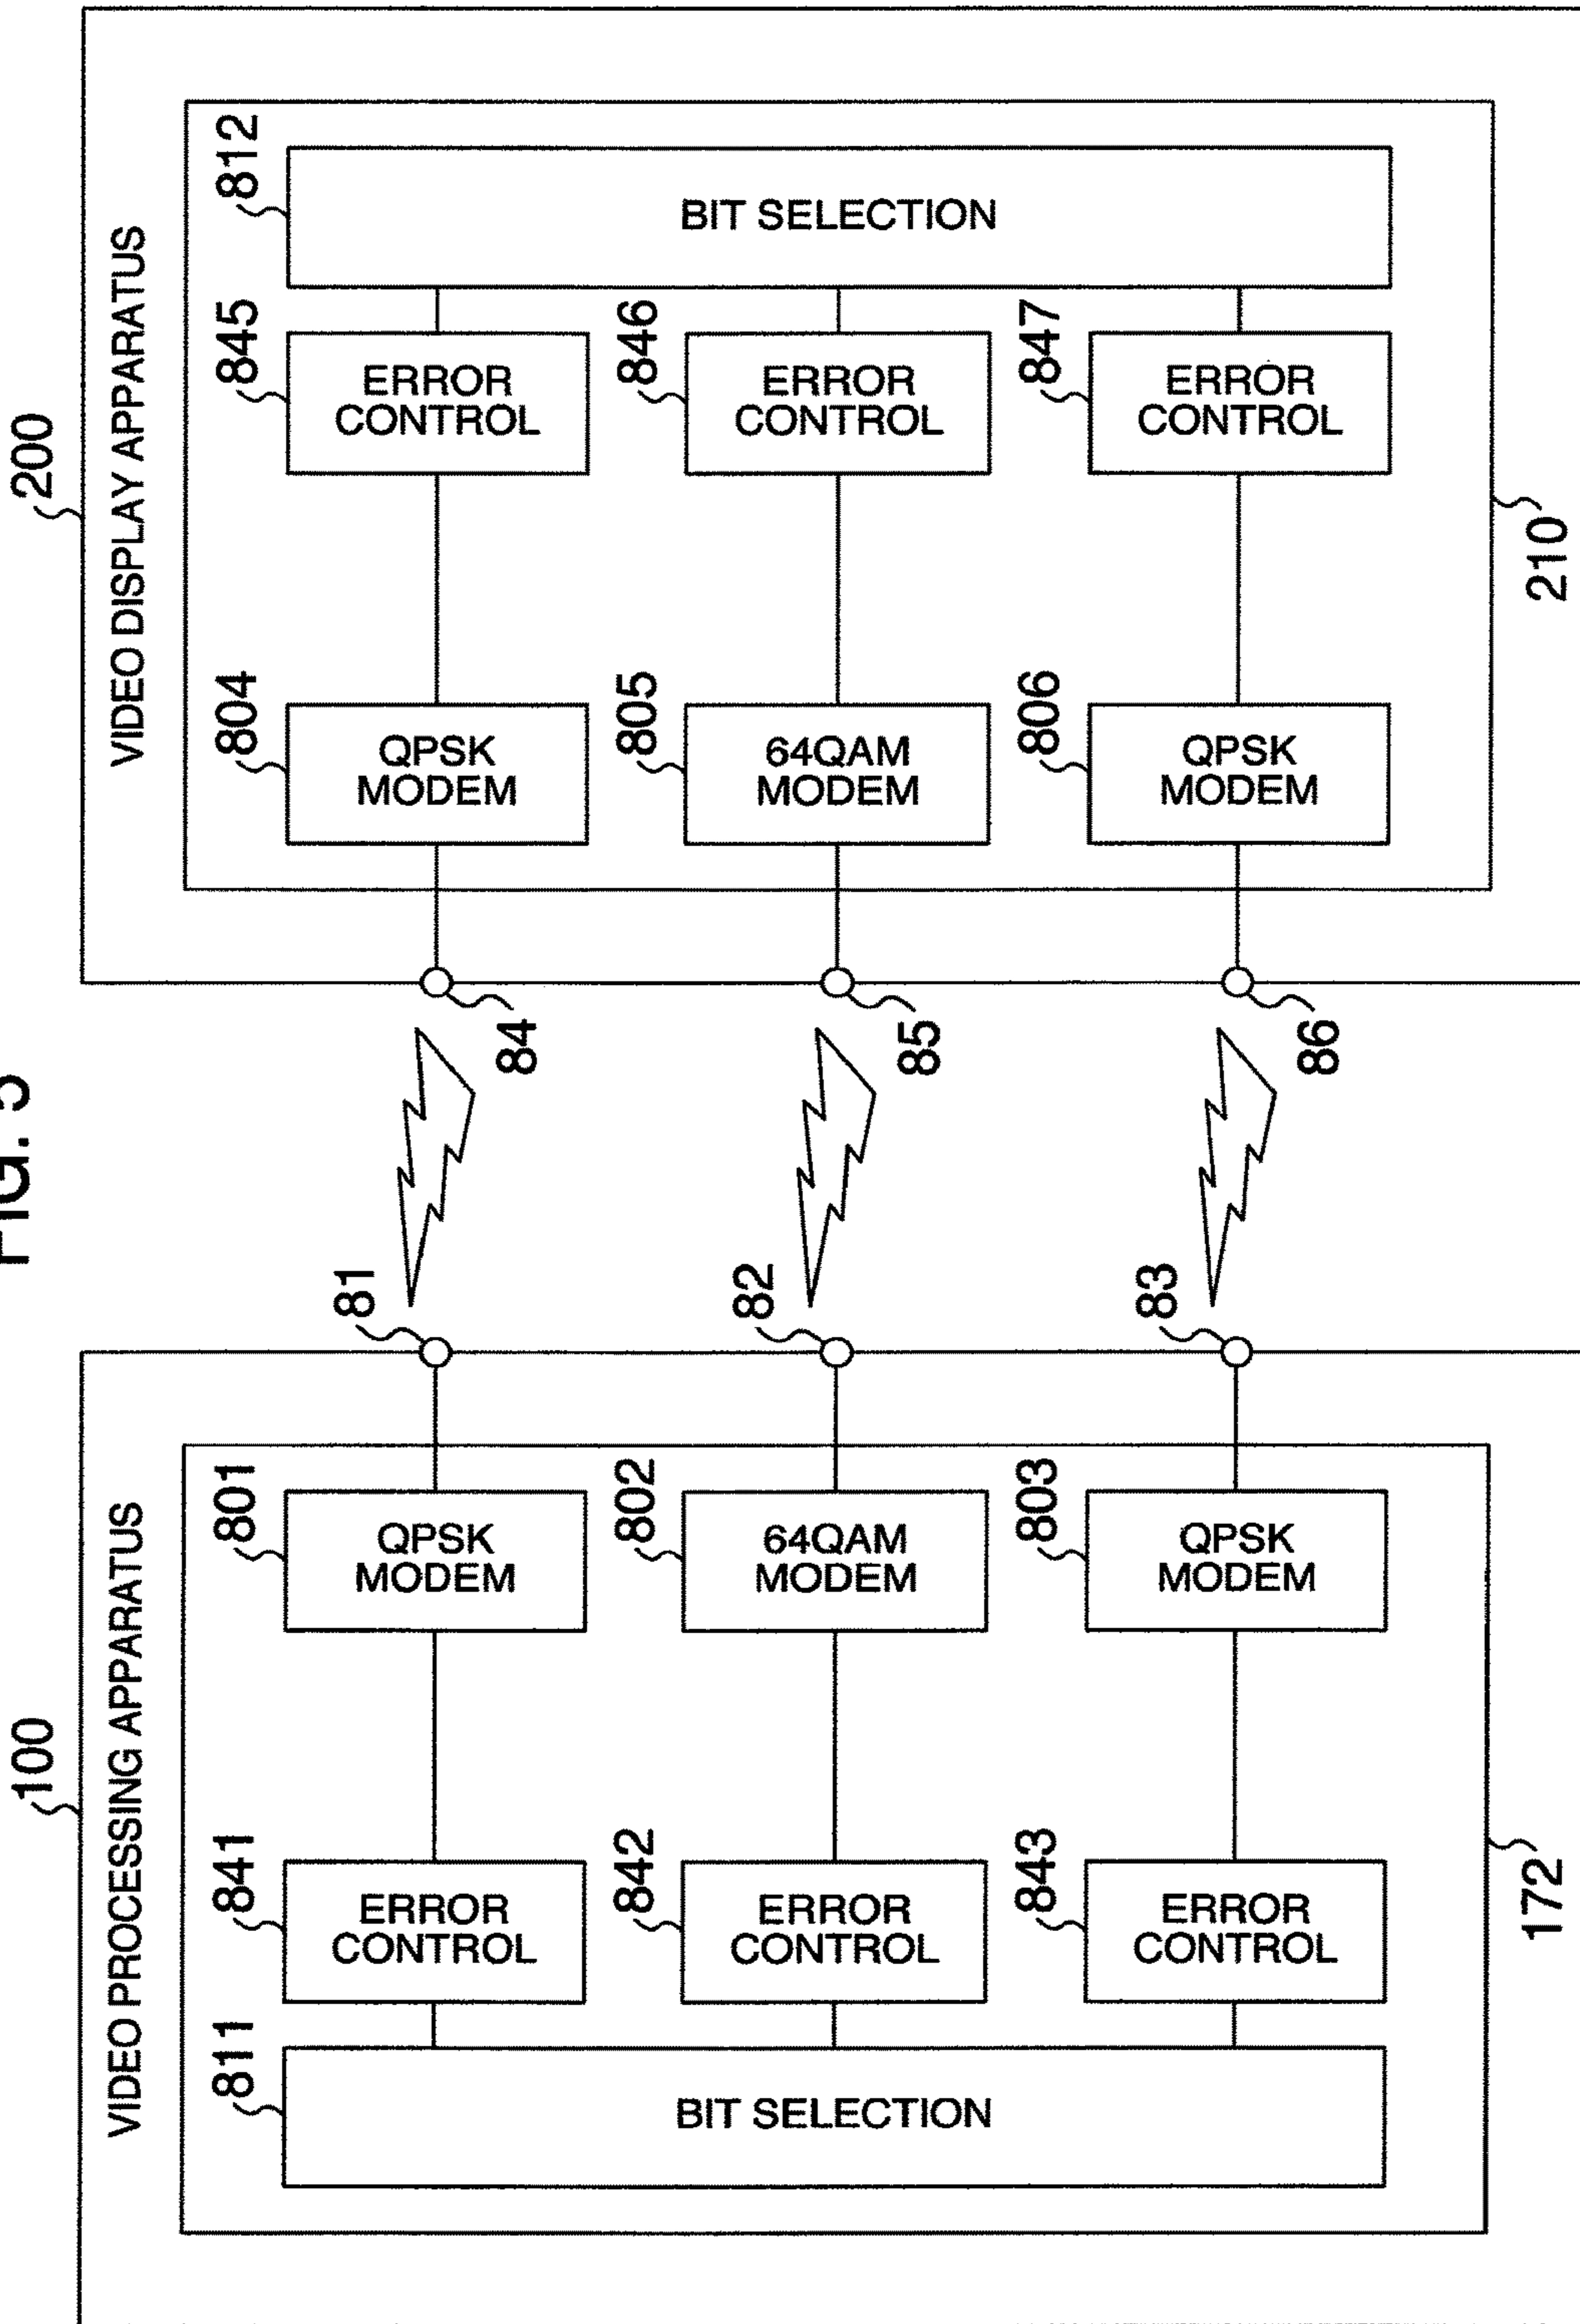 FIG. 5
100
VIDEO PROCESSING APPARATUS
811
BIT SELECTION
841
ERROR
CONTROL
842
ERROR
CONTROL
843
ERROR
CONTROL
801
QPSK
MODEM
802
64QAM
MODEM
803
QPSK
MODEM
172
81
82
83
200
VIDEO DISPLAY APPARATUS
84
85
86
804
QPSK
MODEM
805
64QAM
MODEM
806
QPSK
MODEM
845
ERROR
CONTROL
846
ERROR
CONTROL
847
ERROR
CONTROL
812
BIT SELECTION
210